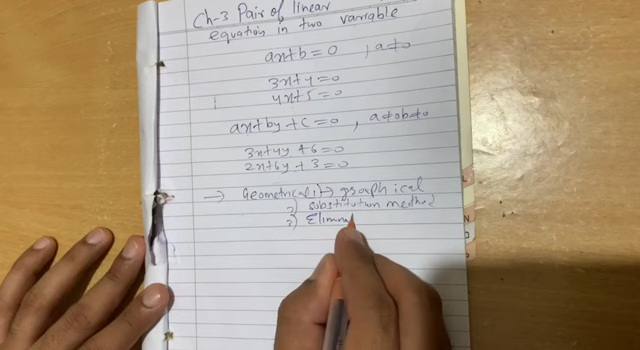 Ch-3 Pair of linear
equation in two variable
ax+b=0 , a≠0
3x+4=0
4x+5=0
ax+by+c=0 , a≠0 b≠0
3x+4y+6=0
2x+6y+3=0
→ Geometrical 1)→ graphical
2) substitution method
3) Elimin